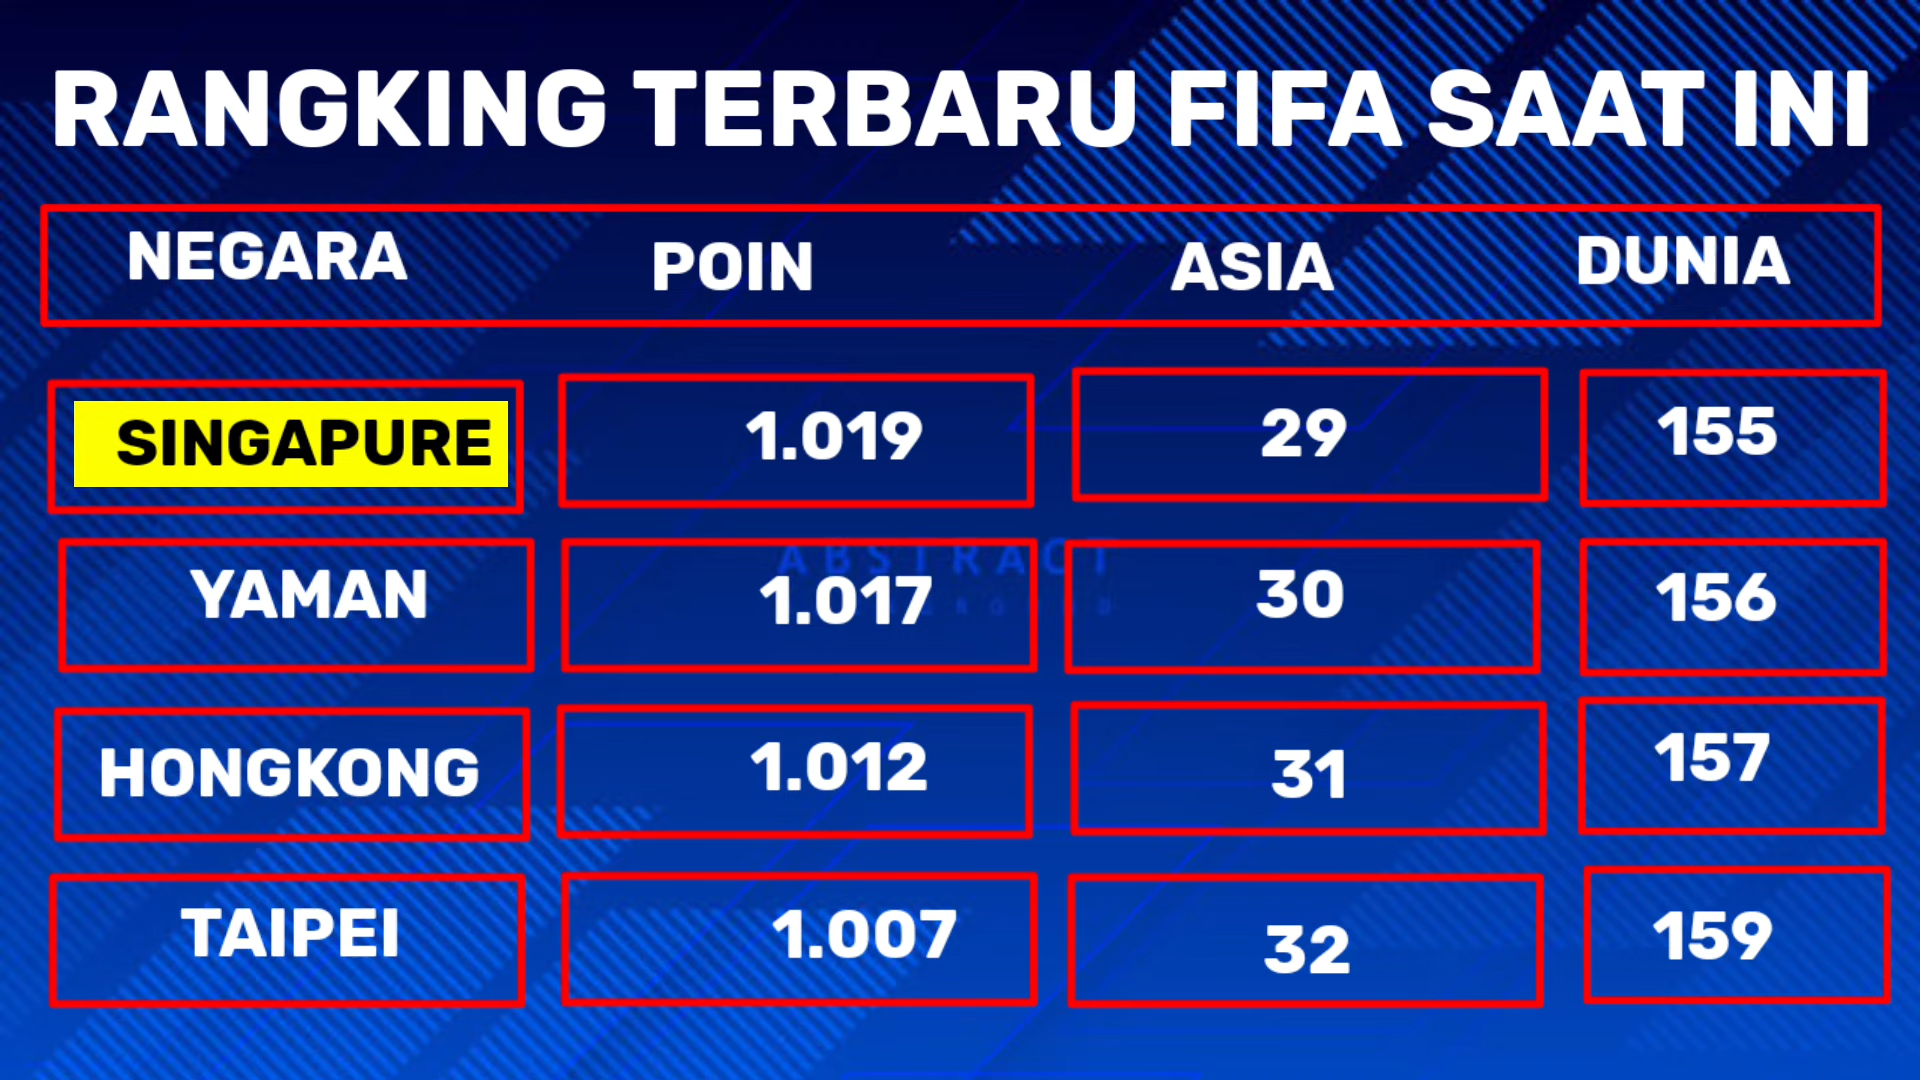 RANGKING TERBARU FIFA SAAT INI
NEGARA POIN ASIA DUNIA
SINGAPURE 1.019 29 155
YAMAN 1.017 30 156
ABSTRACT
HONGKONG 1.012 31 157
TAIPEI 1.007 32 159